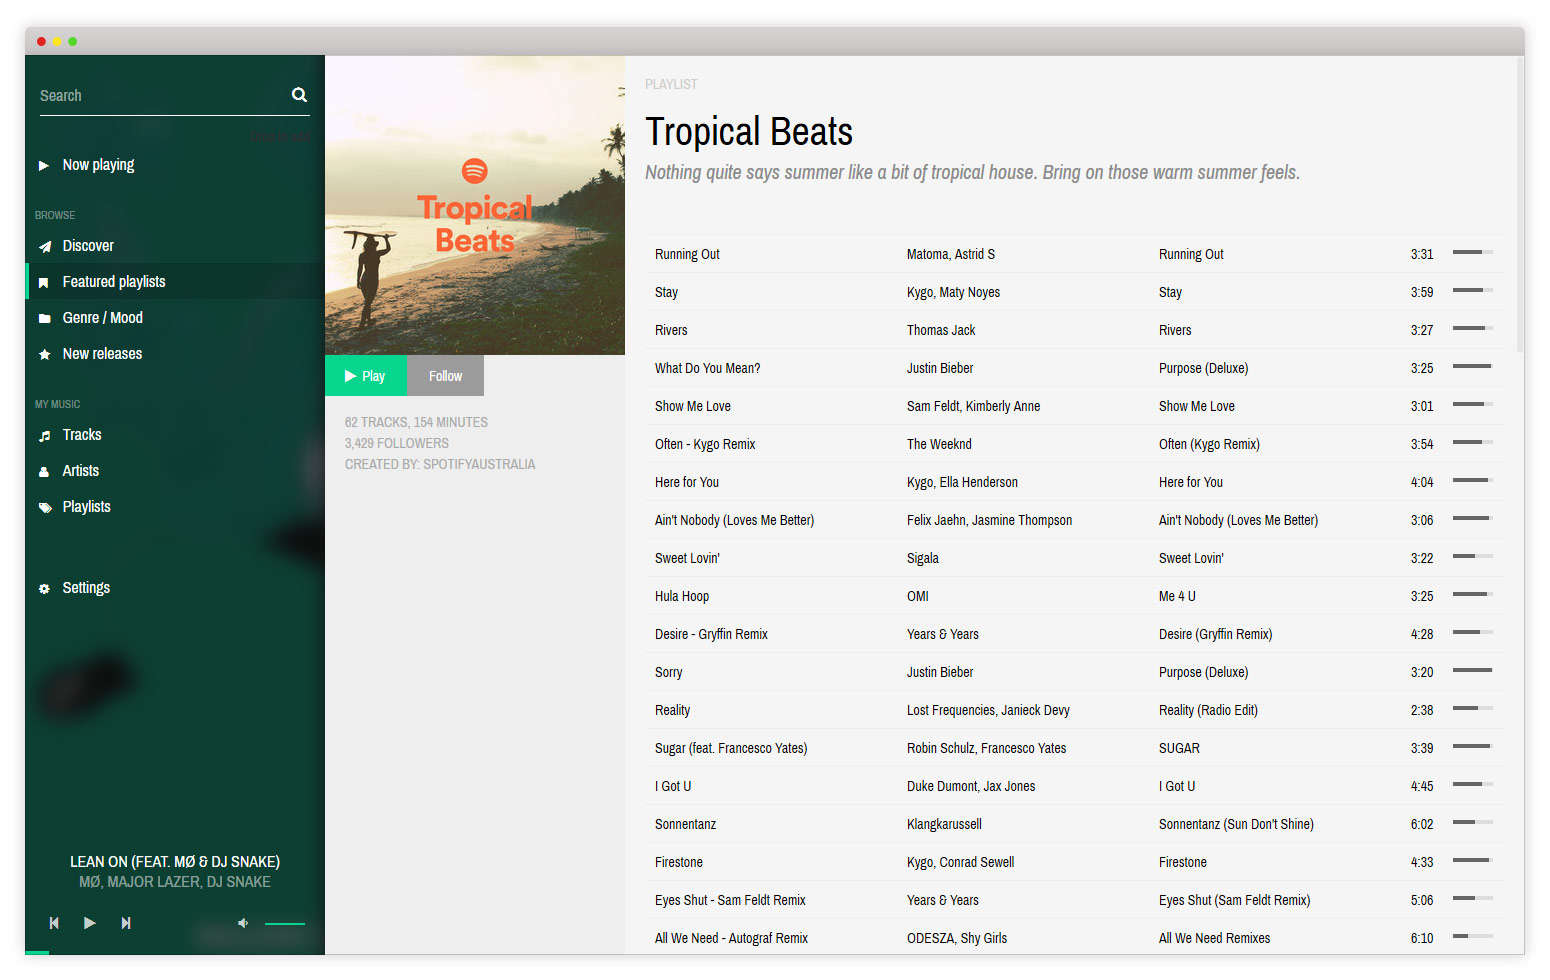 Search
Drop to add
Now playing
BROWSE
Discover
Featured playlists
Genre / Mood
New releases
MY MUSIC
Tracks
Artists
Playlists
Settings
LEAN ON (FEAT. MØ & DJ SNAKE)
MØ, MAJOR LAZER, DJ SNAKE
Tropical
Beats
Play Follow
62 TRACKS, 154 MINUTES
3,429 FOLLOWERS
CREATED BY: SPOTIFYAUSTRALIA
PLAYLIST
Tropical Beats
Nothing quite says summer like a bit of tropical house. Bring on those warm summer feels.
Running Out Matoma, Astrid S Running Out 3:31
Stay Kygo, Maty Noyes Stay 3:59
Rivers Thomas Jack Rivers 3:27
What Do You Mean? Justin Bieber Purpose (Deluxe) 3:25
Show Me Love Sam Feldt, Kimberly Anne Show Me Love 3:01
Often - Kygo Remix The Weeknd Often (Kygo Remix) 3:54
Here for You Kygo, Ella Henderson Here for You 4:04
Ain't Nobody (Loves Me Better) Felix Jaehn, Jasmine Thompson Ain't Nobody (Loves Me Better) 3:06
Sweet Lovin' Sigala Sweet Lovin' 3:22
Hula Hoop OMI Me 4 U 3:25
Desire - Gryffin Remix Years & Years Desire (Gryffin Remix) 4:28
Sorry Justin Bieber Purpose (Deluxe) 3:20
Reality Lost Frequencies, Janieck Devy Reality (Radio Edit) 2:38
Sugar (feat. Francesco Yates) Robin Schulz, Francesco Yates SUGAR 3:39
I Got U Duke Dumont, Jax Jones I Got U 4:45
Sonnentanz Klangkarussell Sonnentanz (Sun Don't Shine) 6:02
Firestone Kygo, Conrad Sewell Firestone 4:33
Eyes Shut - Sam Feldt Remix Years & Years Eyes Shut (Sam Feldt Remix) 5:06
All We Need - Autograf Remix ODESZA, Shy Girls All We Need Remixes 6:10